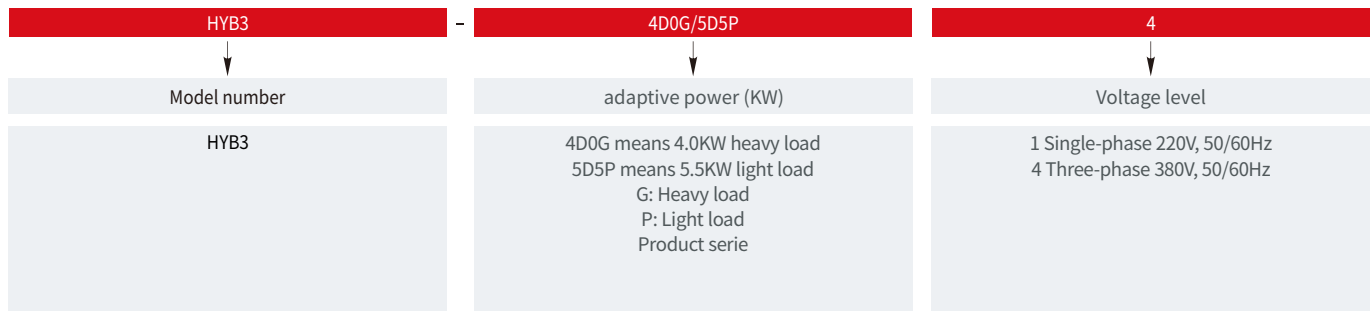 HYB3 - 4D0G/5D5P 4
Model number adaptive power (KW) Voltage level
HYB3
4D0G means 4.0KW heavy load
5D5P means 5.5KW light load
G: Heavy load
P: Light load
Product serie
1 Single-phase 220V, 50/60Hz
4 Three-phase 380V, 50/60Hz